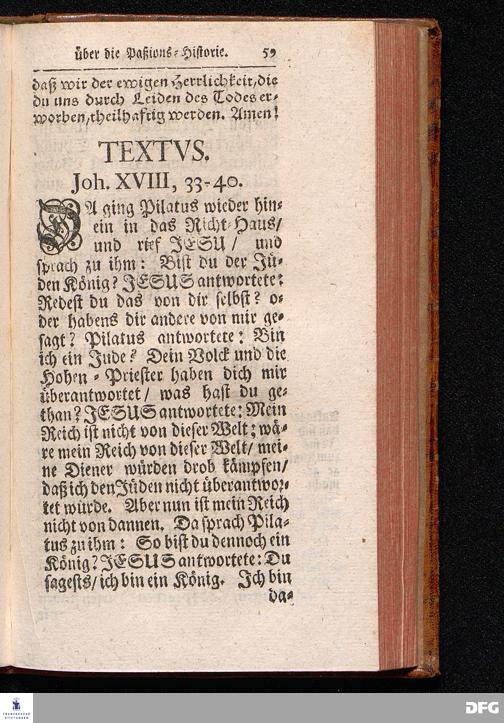 über die Paßions-Historie. 59
daß wir der ewigen Herrlichkeit, die
du uns durch Leiden des Todes er-
worben, theilhaftig werden. Amen!
TEXTVS.
Joh. XVIII, 33-40.
DA ging Pilatus wieder hin-
ein in das Richt-Haus/
und rief JESU/ und
sprach zu ihm: Bist du der Jü-
den König? JESUS antwortete:
Redest du das von dir selbst? o-
der habens dir andere von mir ge-
sagt? Pilatus antwortete: Bin
ich ein Jude? Dein Volck und die
Hohen-Priester haben dich mir
überantwortet/ was hast du ge-
than? JESUS antwortete: Mein
Reich ist nicht von dieser Welt; wä-
re mein Reich von dieser Welt/ mei-
ne Diener würden drob kämpfen/
daß ich den Jüden nicht überantwor-
tet würde. Aber nun ist mein Reich
nicht von dannen. Da sprach Pila-
tus zu ihm: So bist du dennoch ein
König? JESUS antwortete: Du
sagests/ ich bin ein König. Ich bin
da-
FRANCKESCHE
STIFTUNGEN
DFG